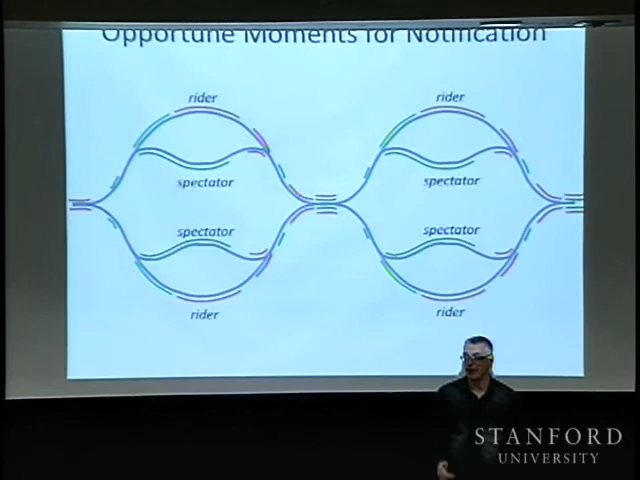 Opportune Moments for Notification
rider
rider
spectator
spectator
spectator
spectator
rider
rider
STANFORD
UNIVERSITY